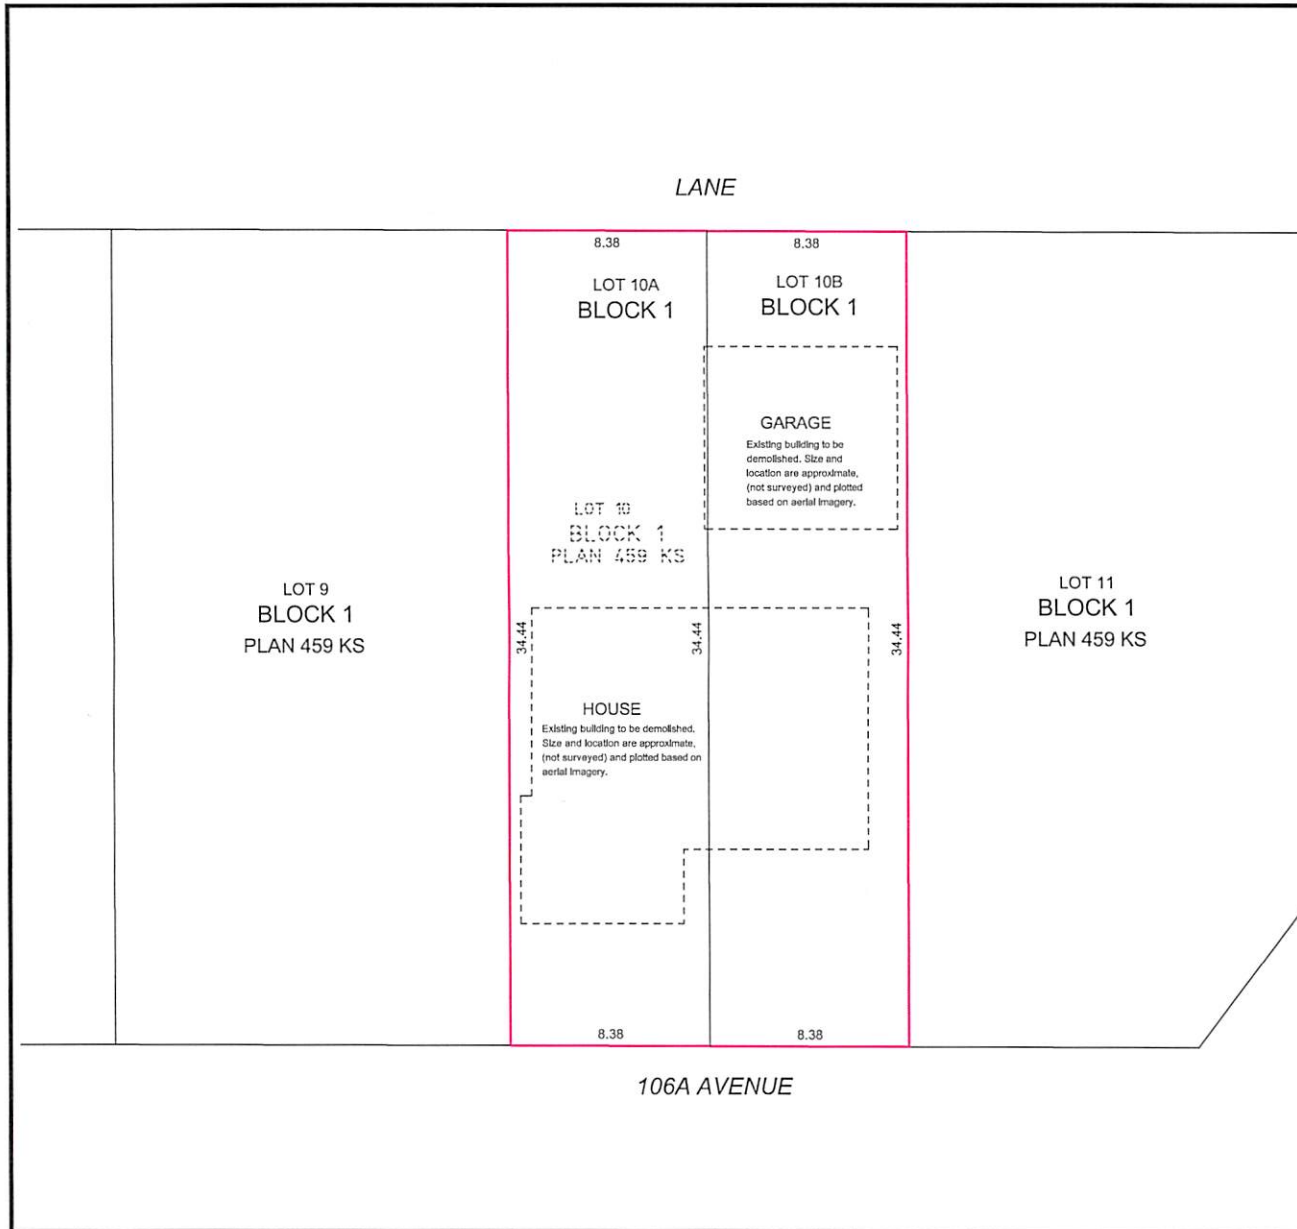 LANE
8.38
8.38
LOT 10A
BLOCK 1
LOT 10B
BLOCK 1
GARAGE
Existing building to be
demolished. Size and
location are approximate,
(not surveyed) and plotted
based on aerial imagery.
LOT 10
BLOCK 1
PLAN 459 KS
LOT 9
BLOCK 1
PLAN 459 KS
34.44
34.44
34.44
LOT 11
BLOCK 1
PLAN 459 KS
HOUSE
Existing building to be demolished.
Size and location are approximate,
(not surveyed) and plotted based on
aerial imagery.
8.38
8.38
106A AVENUE